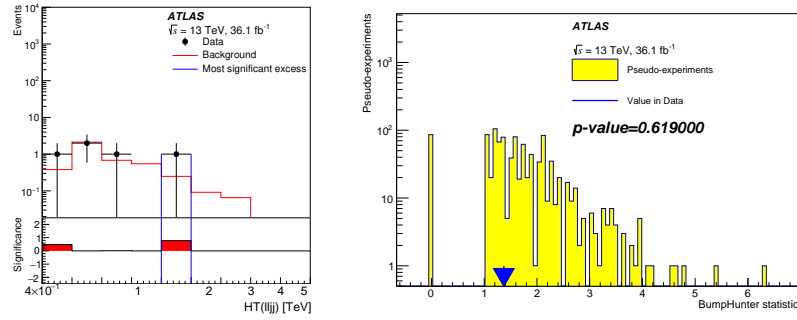 Events
10⁴
10³
10²
10
1
10⁻¹
ATLAS
√s = 13 TeV, 36.1 fb⁻¹
Data
Background
Most significant excess
Significance
2
1
0
−1
−2
4×10⁻¹ 1 2 3 4 5
HT(lljj) [TeV]
Pseudo-experiments
10³
10²
10
1
ATLAS
√s = 13 TeV, 36.1 fb⁻¹
Pseudo-experiments
Value in Data
p-value=0.619000
0 1 2 3 4 5 6
BumpHunter statistic